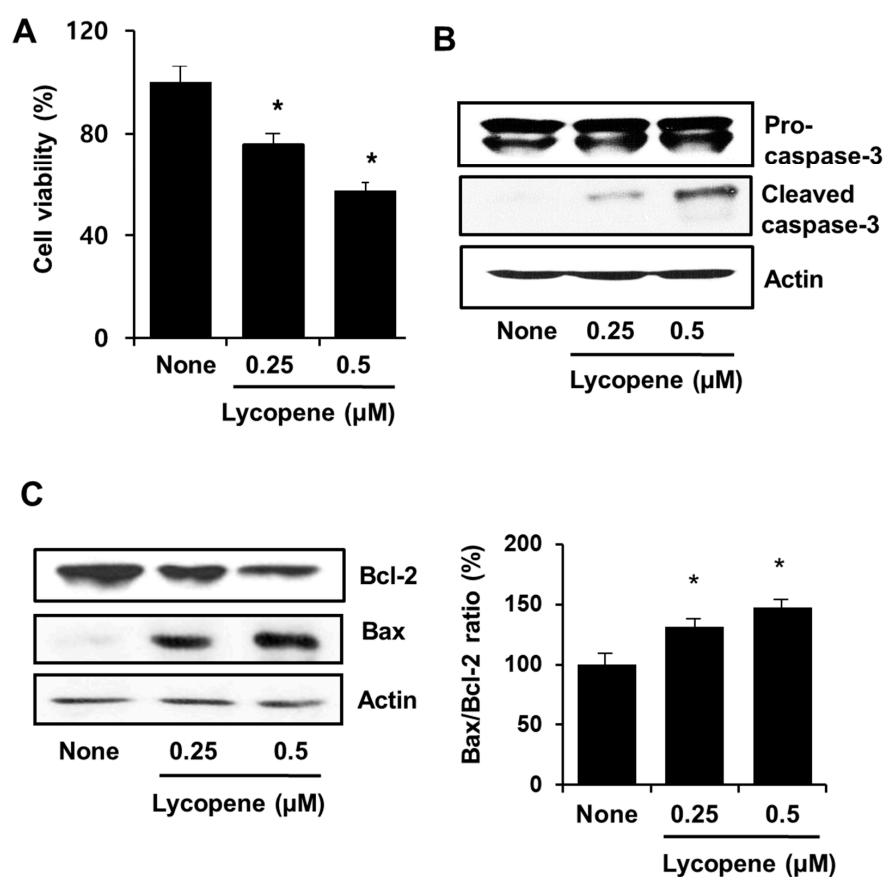 A
Cell viability (%)
120
80
40
0
None 0.25 0.5
Lycopene (µM)
B
Pro-
caspase-3
Cleaved
caspase-3
Actin
None 0.25 0.5
Lycopene (µM)
C
Bcl-2
Bax
Actin
None 0.25 0.5
Lycopene (µM)
Bax/Bcl-2 ratio (%)
200
150
100
50
0
* *
None 0.25 0.5
Lycopene (µM)